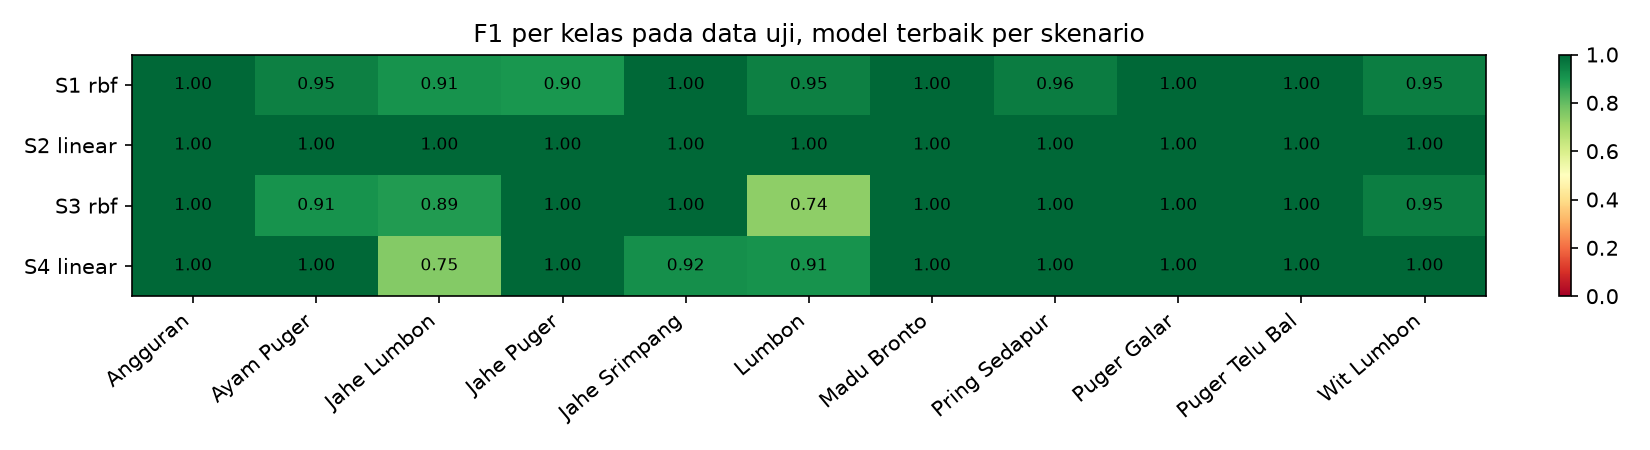 F1 per kelas pada data uji, model terbaik per skenario
S1 rbf 1.00 0.95 0.91 0.90 1.00 0.95 1.00 0.96 1.00 1.00 0.95
S2 linear 1.00 1.00 1.00 1.00 1.00 1.00 1.00 1.00 1.00 1.00 1.00
S3 rbf 1.00 0.91 0.89 1.00 1.00 0.74 1.00 1.00 1.00 1.00 0.95
S4 linear 1.00 1.00 0.75 1.00 0.92 0.91 1.00 1.00 1.00 1.00 1.00
Angguran
Ayam Puger
Jahe Lumbon
Jahe Puger
Jahe Srimpang
Lumbon
Madu Bronto
Pring Sedapur
Puger Galar
Puger Telu Bal
Wit Lumbon
1.0
0.8
0.6
0.4
0.2
0.0